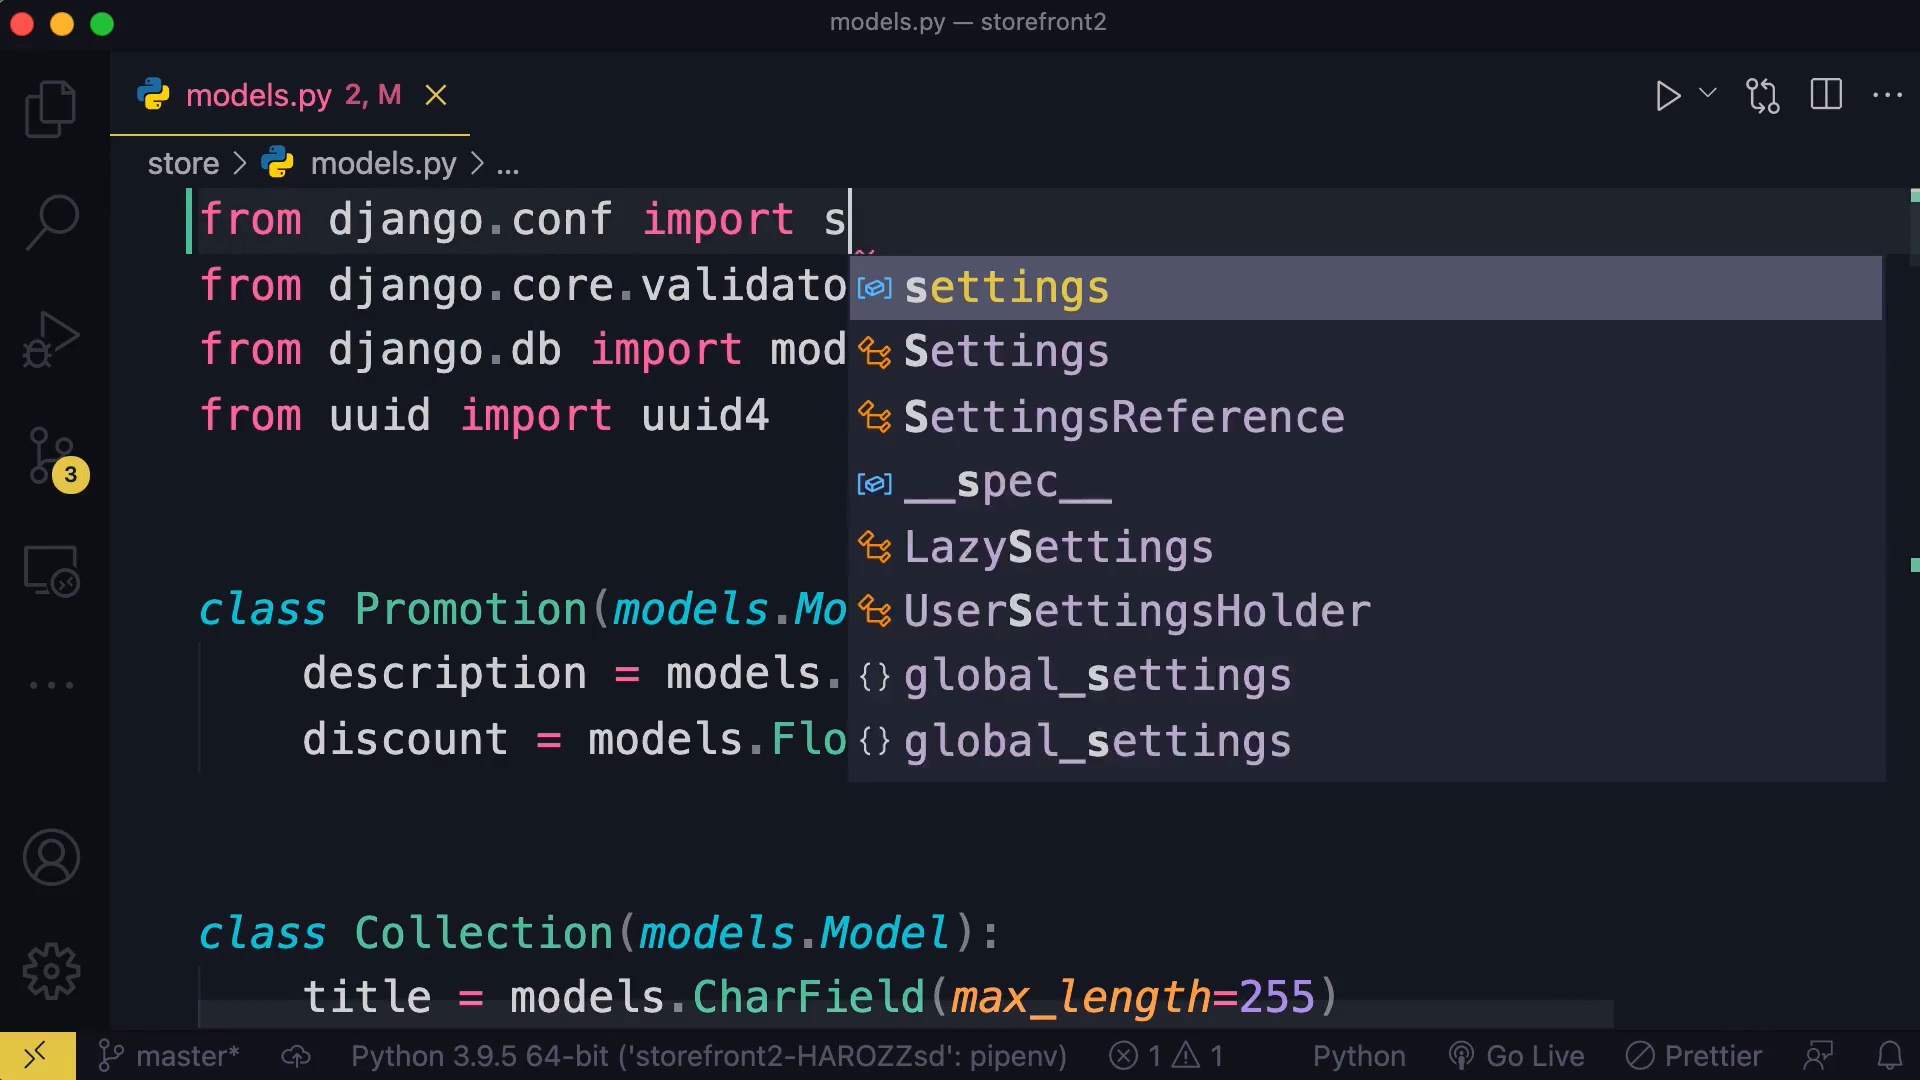 models.py — storefront2
models.py 2, M
store > models.py > ...
from django.conf import s
from django.core.validato
from django.db import mod
from uuid import uuid4
settings
Settings
SettingsReference
__spec__
LazySettings
UserSettingsHolder
global_settings
global_settings
3
class Promotion(models.Mo
description = models.
discount = models.Flo
class Collection(models.Model):
title = models.CharField(max_length=255)
master* Python 3.9.5 64-bit ('storefront2-HAROZZsd': pipenv) 1 1 Python Go Live Prettier